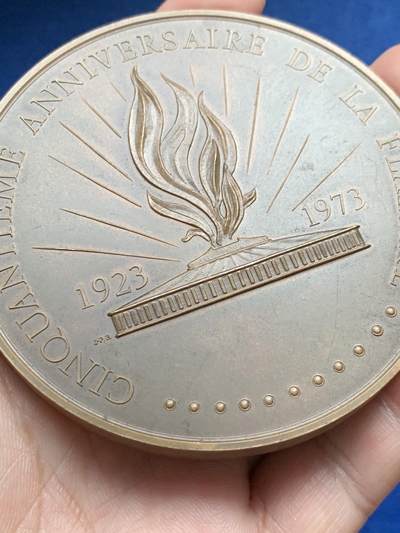 CINQUANTIEME ANNIVERSAIRE DE LA
1923
1973